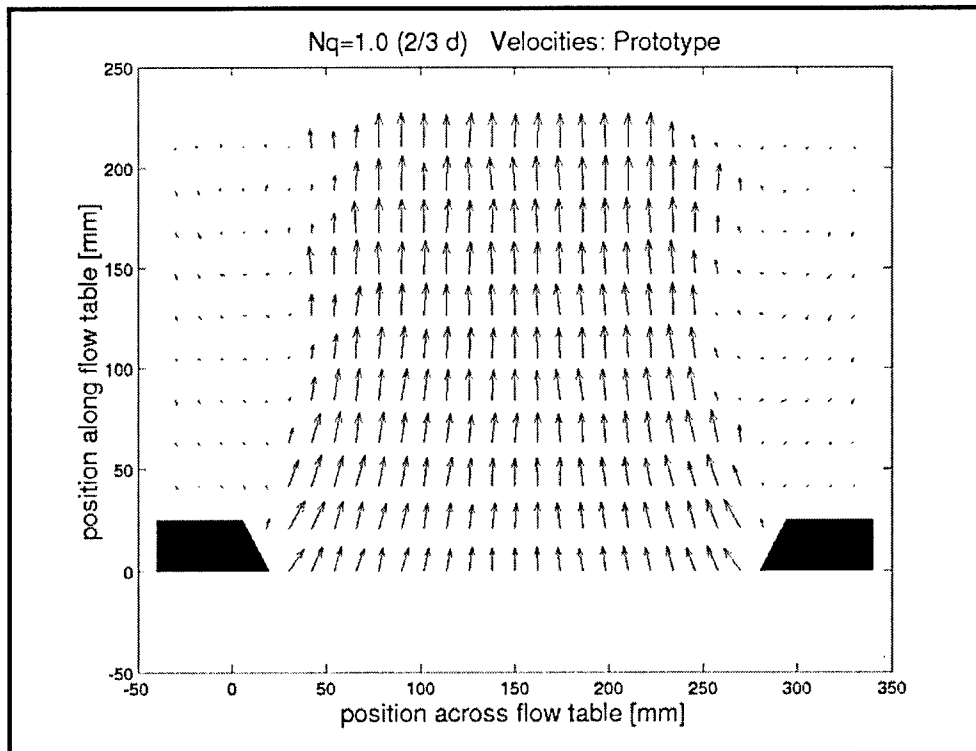 Nq=1.0 (2/3 d) Velocities: Prototype
250
200
150
100
50
0
-50
position along flow table [mm]
-50 0 50 100 150 200 250 300 350
position across flow table [mm]